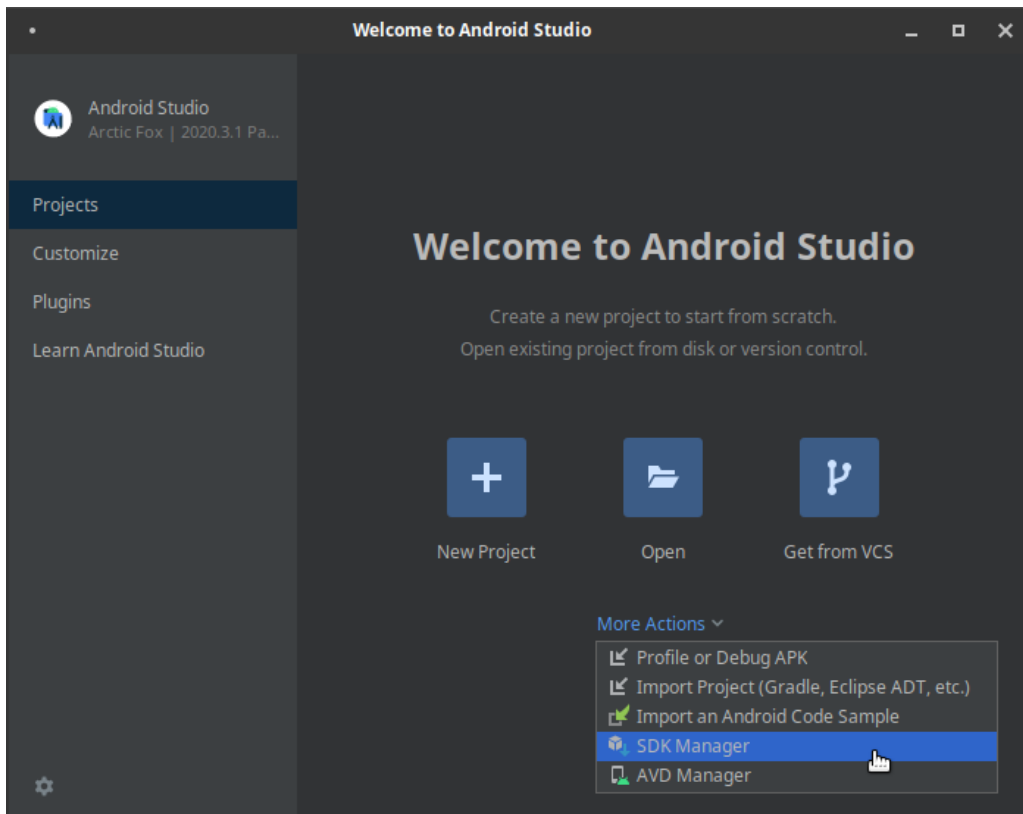 Welcome to Android Studio
Android Studio
Arctic Fox | 2020.3.1 Pa...
Projects
Customize
Plugins
Learn Android Studio
Welcome to Android Studio
Create a new project to start from scratch.
Open existing project from disk or version control.
New Project
Open
Get from VCS
More Actions
Profile or Debug APK
Import Project (Gradle, Eclipse ADT, etc.)
Import an Android Code Sample
SDK Manager
AVD Manager